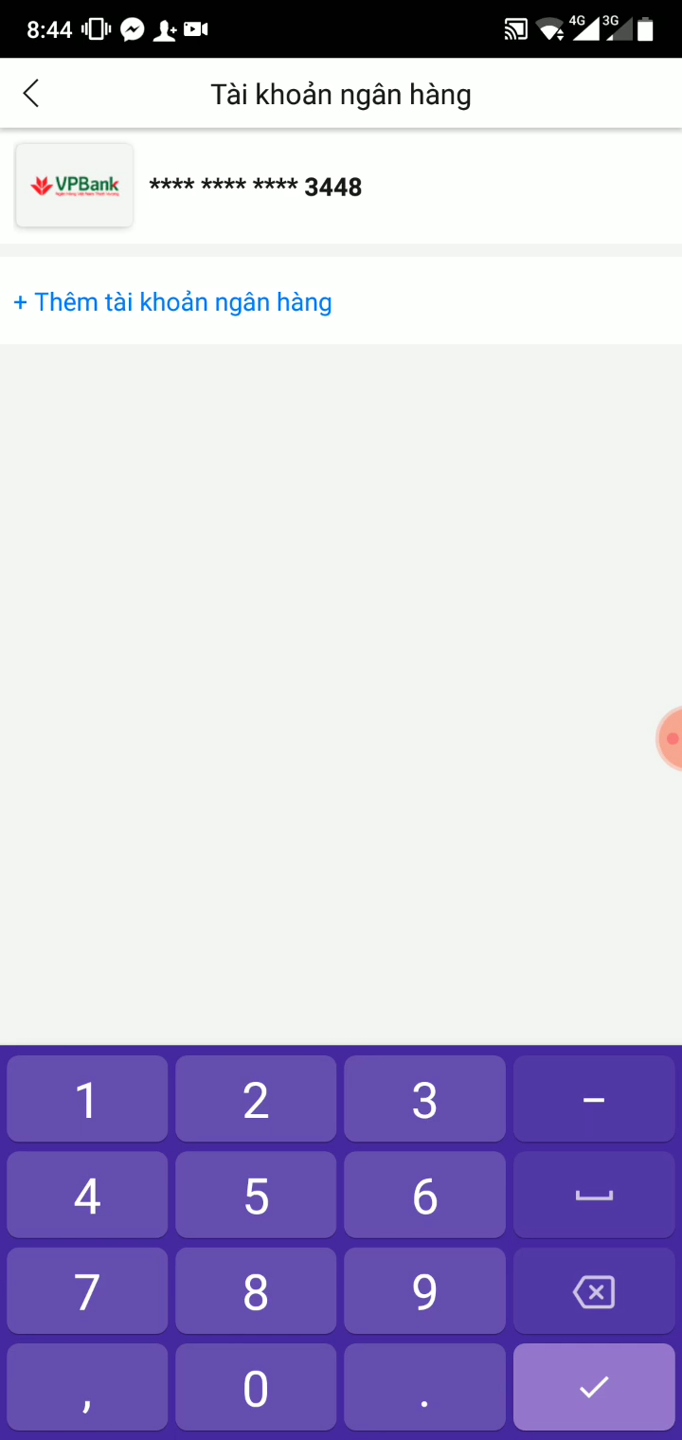 8:44
4G 3G
Tài khoản ngân hàng
VPBank
**** **** **** 3448
+ Thêm tài khoản ngân hàng
1 2 3 –
4 5 6
7 8 9
, 0 .